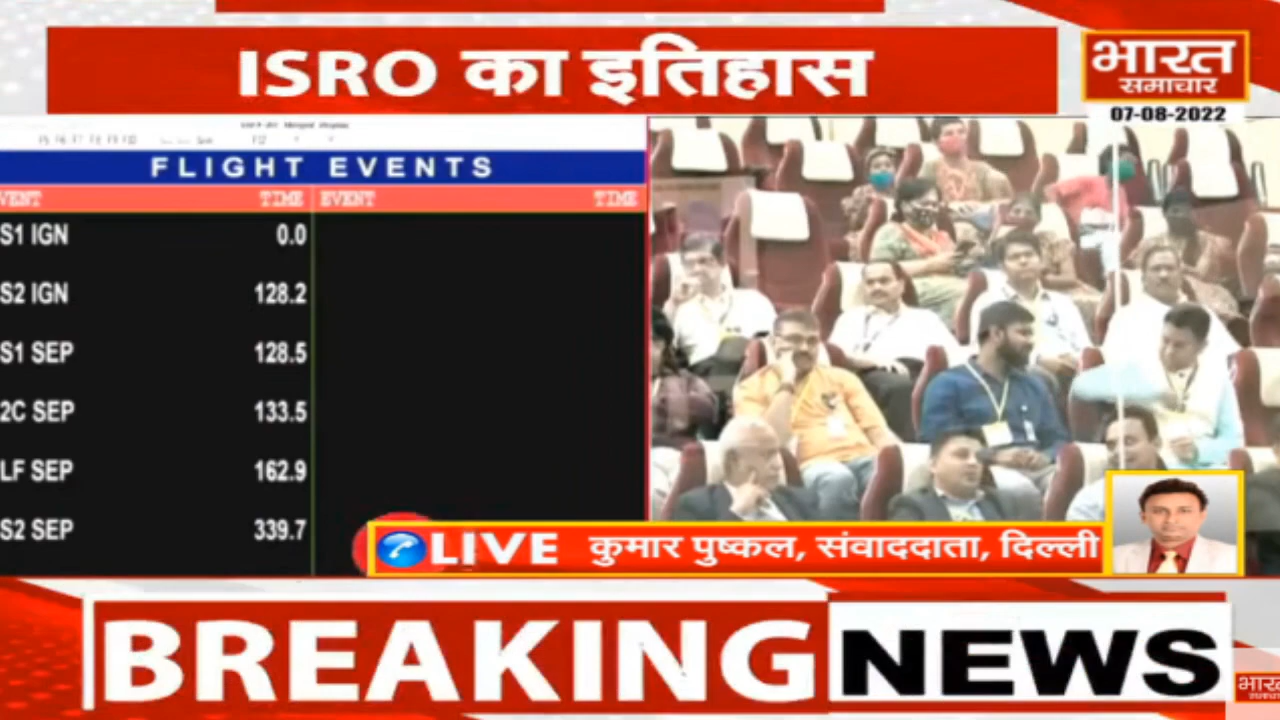 ISRO का इतिहास
भारत
समाचार
07-08-2022
FLIGHT EVENTS
VENT TIME EVENT TIME
S1 IGN 0.0
S2 IGN 128.2
S1 SEP 128.5
2C SEP 133.5
LF SEP 162.9
S2 SEP 339.7
LIVE कुमार पुष्कल, संवाददाता, दिल्ली
BREAKING NEWS